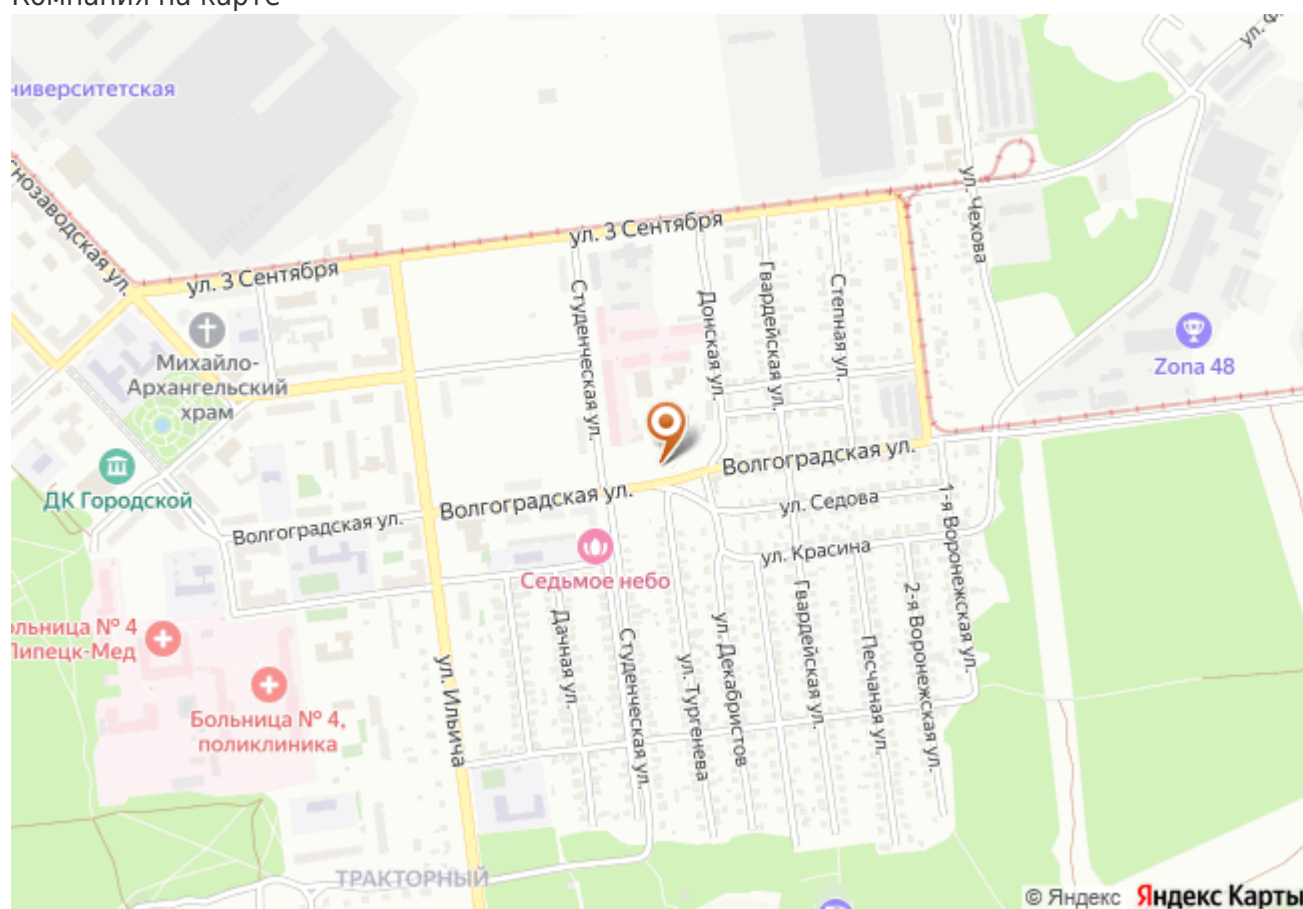 Компания на карте
ниверситетская
ул. Фа
снозаводская ул.
ул. 3 Сентября
ул. 3 Сентября
ул. Чехова
Студенческая ул.
Донская ул.
Гвардейская ул.
Степная ул.
Михайло-
Архангельский
храм
Zona 48
ДК Городской
Волгоградская ул.
Волгоградская ул.
Волгоградская ул.
ул. Седова
1-я Воронежская ул.
ул. Красина
Седьмое небо
2-я Воронежская ул.
Дачная ул.
Студенческая ул.
ул. Тургенева
ул. Декабристов
Гвардейская ул.
Песчаная ул.
ольница № 4
Липецк-Мед
ул. Ильича
Больница № 4,
поликлиника
ТРАКТОРНЫЙ
© Яндекс Яндекс Карты